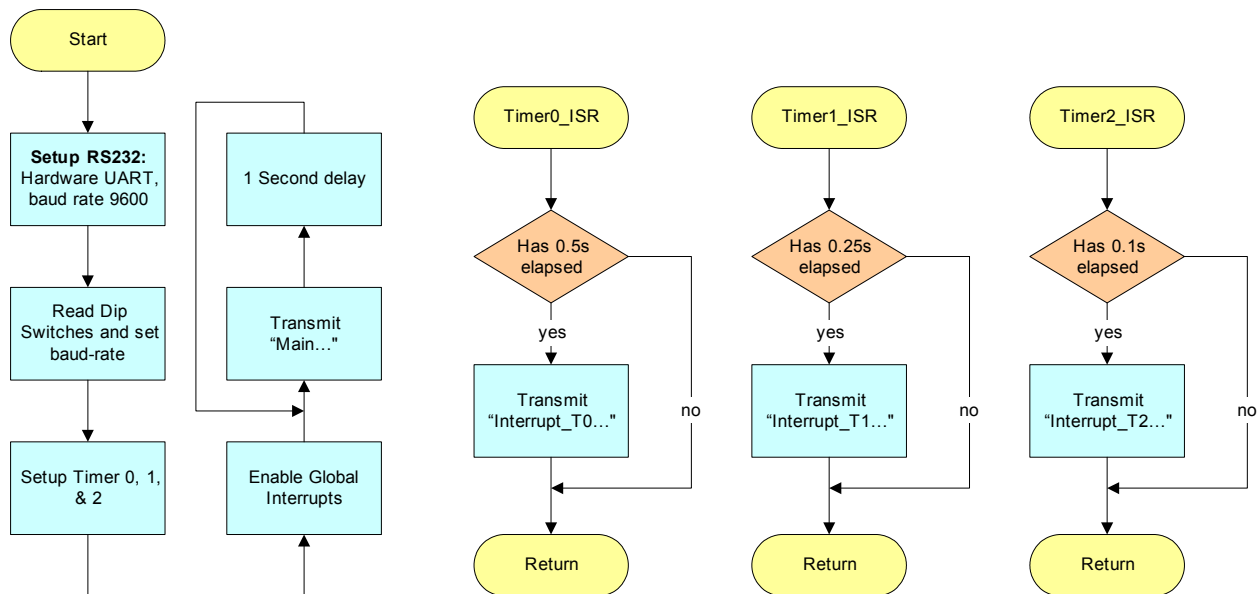 Start
Setup RS232:
Hardware UART,
baud rate 9600
Read Dip
Switches and set
baud-rate
Setup Timer 0, 1,
& 2
1 Second delay
Transmit
“Main…"
Enable Global
Interrupts
Timer0_ISR
Has 0.5s
elapsed
yes
no
Transmit
“Interrupt_T0…"
Return
Timer1_ISR
Has 0.25s
elapsed
yes
no
Transmit
“Interrupt_T1…"
Return
Timer2_ISR
Has 0.1s
elapsed
yes
no
Transmit
“Interrupt_T2…"
Return